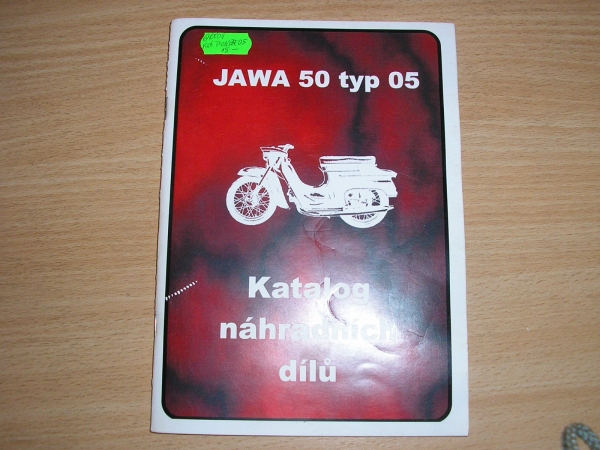 JAWA 50 typ 05
Katalog
náhradních
dílů